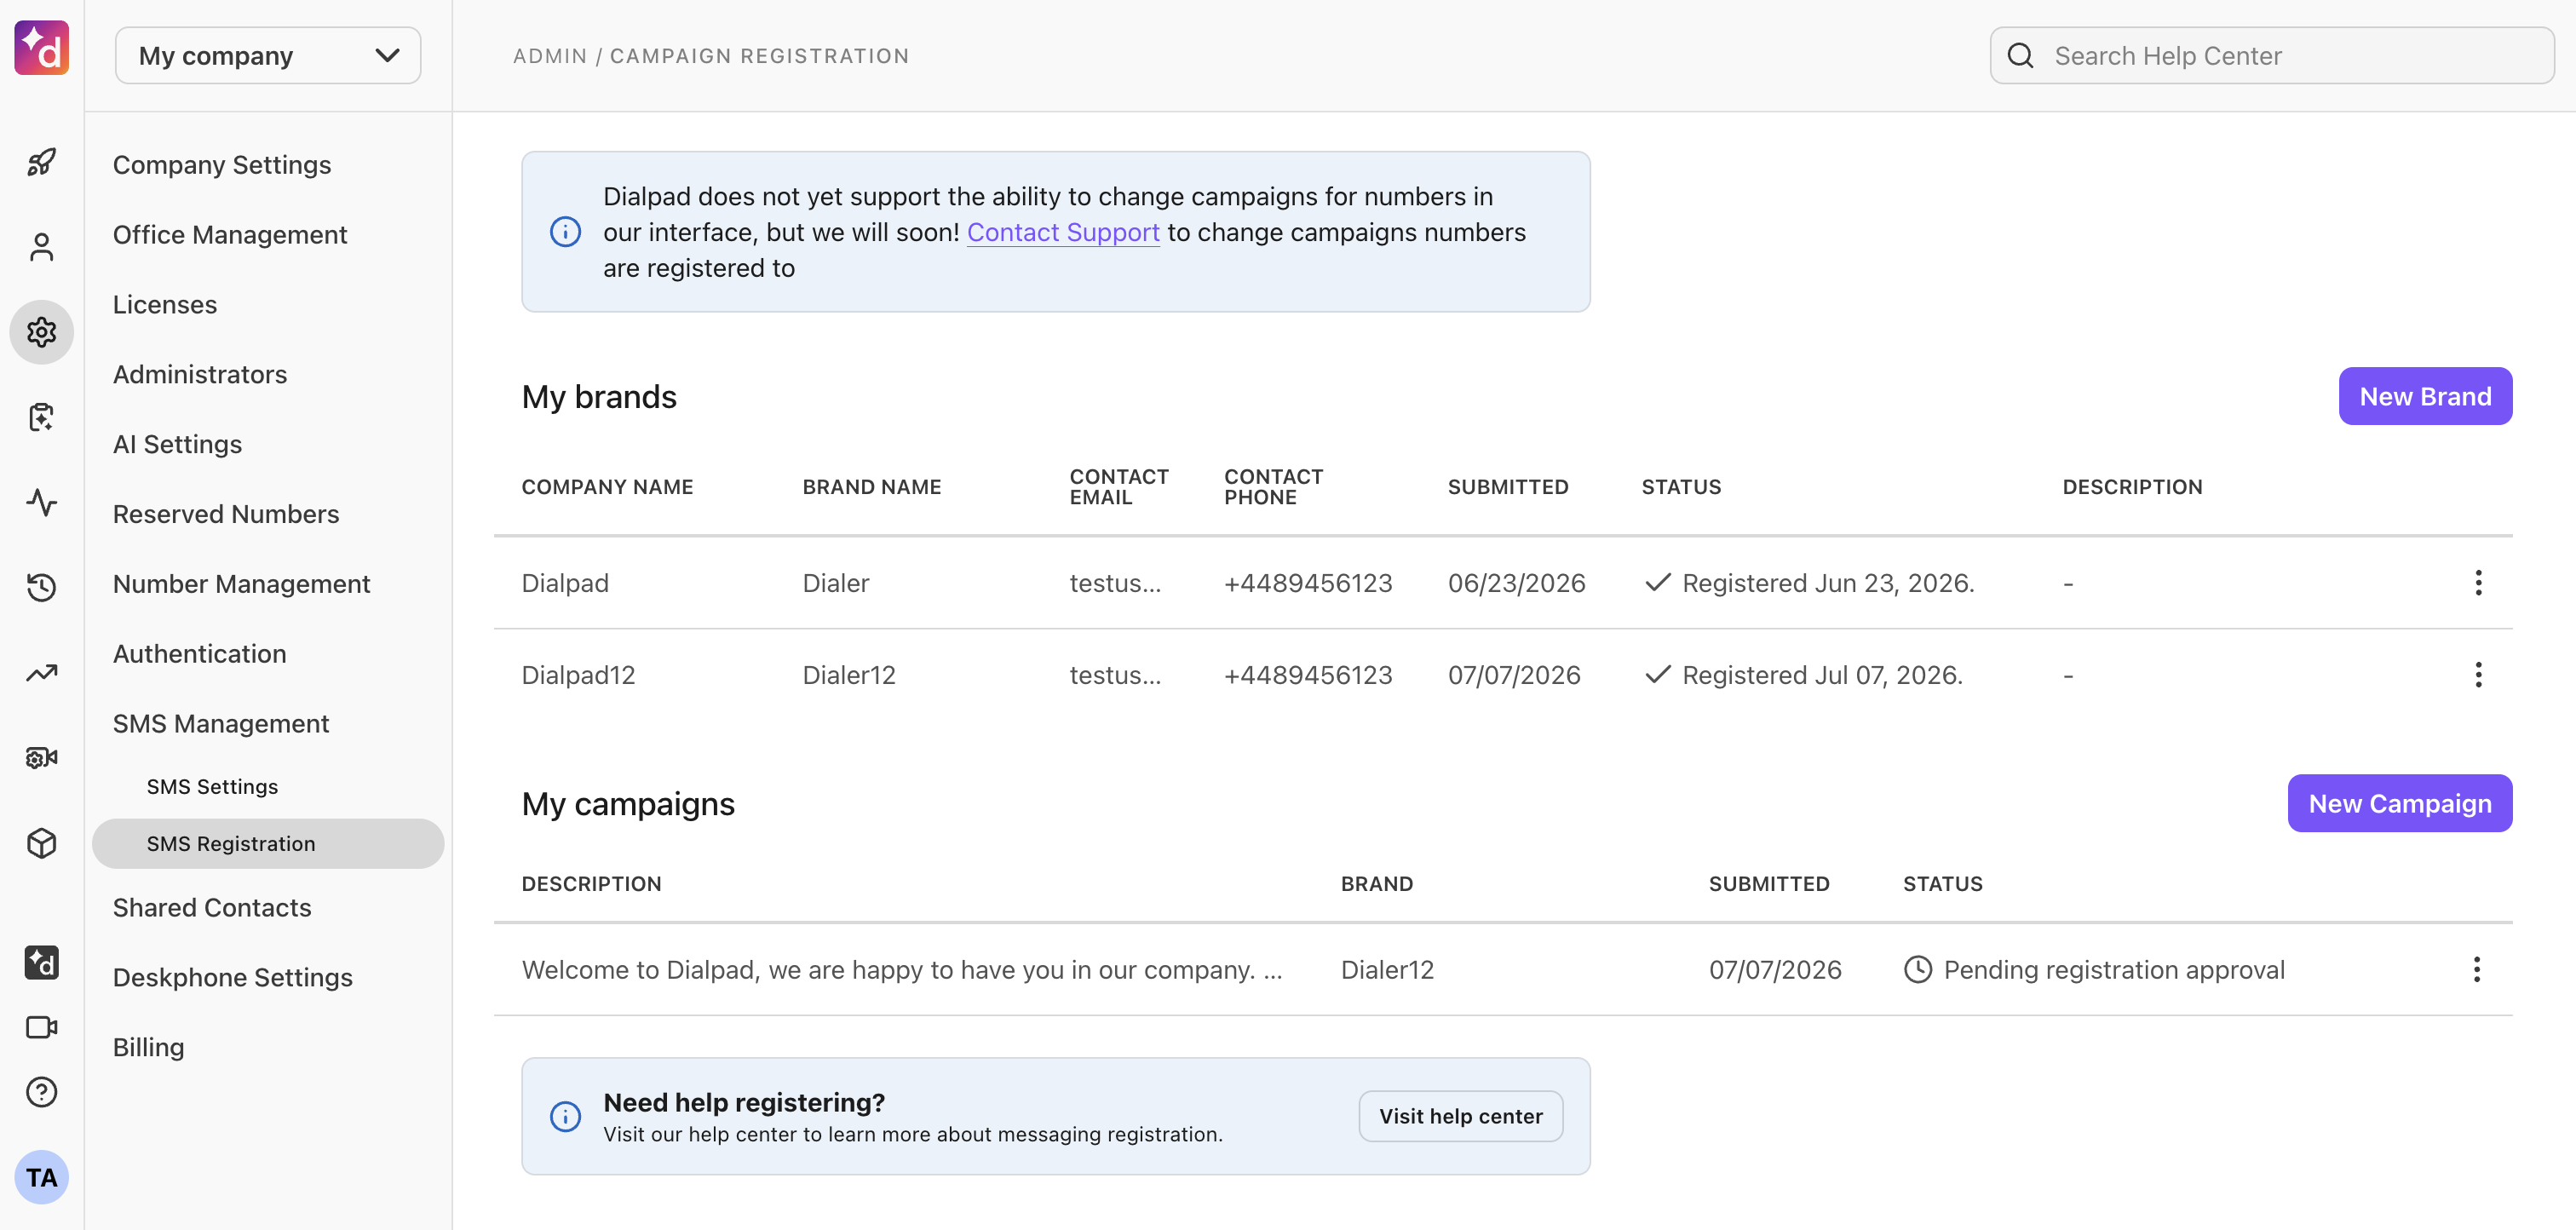 d
My company
ADMIN / CAMPAIGN REGISTRATION
Search Help Center
Company Settings
Office Management
Licenses
Administrators
AI Settings
Reserved Numbers
Number Management
Authentication
SMS Management
SMS Settings
SMS Registration
Shared Contacts
Deskphone Settings
Billing
d
TA
Dialpad does not yet support the ability to change campaigns for numbers in
our interface, but we will soon! Contact Support to change campaigns numbers
are registered to
My brands
New Brand
COMPANY NAME BRAND NAME CONTACT EMAIL CONTACT PHONE SUBMITTED STATUS DESCRIPTION
Dialpad Dialer testus... +4489456123 06/23/2026 Registered Jun 23, 2026. -
Dialpad12 Dialer12 testus... +4489456123 07/07/2026 Registered Jul 07, 2026. -
My campaigns
New Campaign
DESCRIPTION BRAND SUBMITTED STATUS
Welcome to Dialpad, we are happy to have you in our company. ... Dialer12 07/07/2026 Pending registration approval
Need help registering?
Visit our help center to learn more about messaging registration.
Visit help center